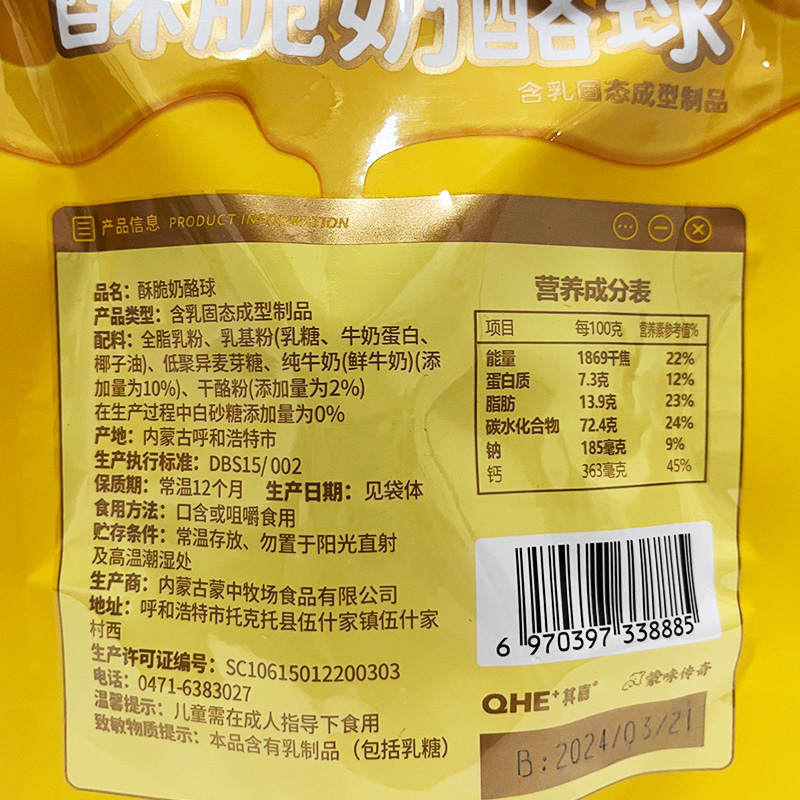 酥脆奶酪球
含乳固态成型制品
产品信息 PRODUCT INFORMATION
品名：酥脆奶酪球
产品类型：含乳固态成型制品
配料：全脂乳粉、乳基粉(乳糖、牛奶蛋白、
椰子油)、低聚异麦芽糖、纯牛奶(鲜牛奶)(添
加量为10%)、干酪粉(添加量为2%)
在生产过程中白砂糖添加量为0%
产地：内蒙古呼和浩特市
生产执行标准：DBS15/ 002
保质期：常温12个月 生产日期：见袋体
食用方法：口含或咀嚼食用
贮存条件：常温存放、勿置于阳光直射
及高温潮湿处
生产商：内蒙古蒙中牧场食品有限公司
地址：呼和浩特市托克托县伍什家镇伍什家
村西
生产许可证编号：SC10615012200303
电话：0471-6383027
温馨提示：儿童需在成人指导下食用
致敏物质提示：本品含有乳制品（包括乳糖）
营养成分表
项目 每100克 营养素参考值%
能量 1869千焦 22%
蛋白质 7.3克 12%
脂肪 13.9克 23%
碳水化合物 72.4克 24%
钠 185毫克 9%
钙 363毫克 45%
6 970397 338885
QHE+其嘉® 蒙味传奇
B:2024/03/21